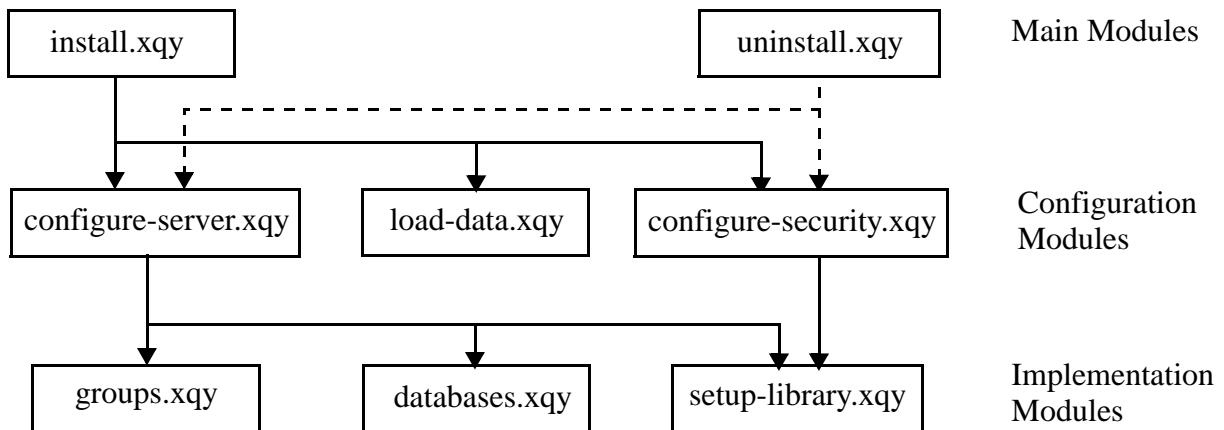 install.xqy
uninstall.xqy
Main Modules
configure-server.xqy
load-data.xqy
configure-security.xqy
Configuration
Modules
groups.xqy
databases.xqy
setup-library.xqy
Implementation
Modules